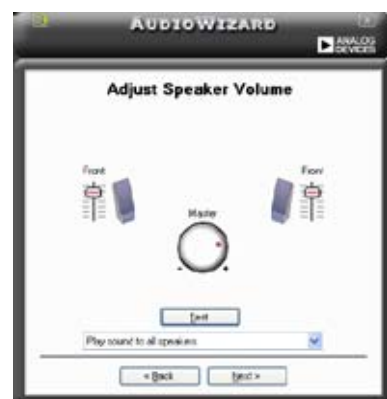 AUDIOWIZARD
ANALOG
DEVICES
Adjust Speaker Volume
Front
Front
Master
- +
Test
Play sound to all speakers
< Back
Next >